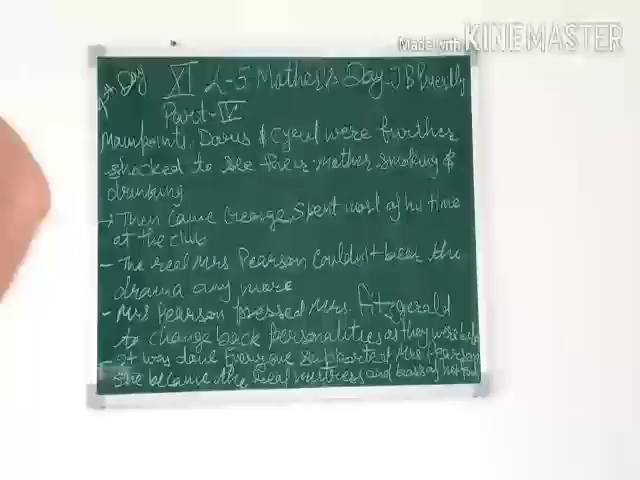 Made with KINEMASTER
4th Day XI L-5 Mother's Day-J B Priestly
Part-IV
Mainpoints Doris & Cyril were further
shocked to see their mother smoking &
drinking
→ Then came George, spent most of his time
at the club
- The real Mrs Pearson couldn't bear the
drama any more
- Mrs Pearson pressed Mrs. Fitzgerald
to change back personalities as they were before
- It was done Everyone supported Mrs Pearson
She became the real mistress and boss of her